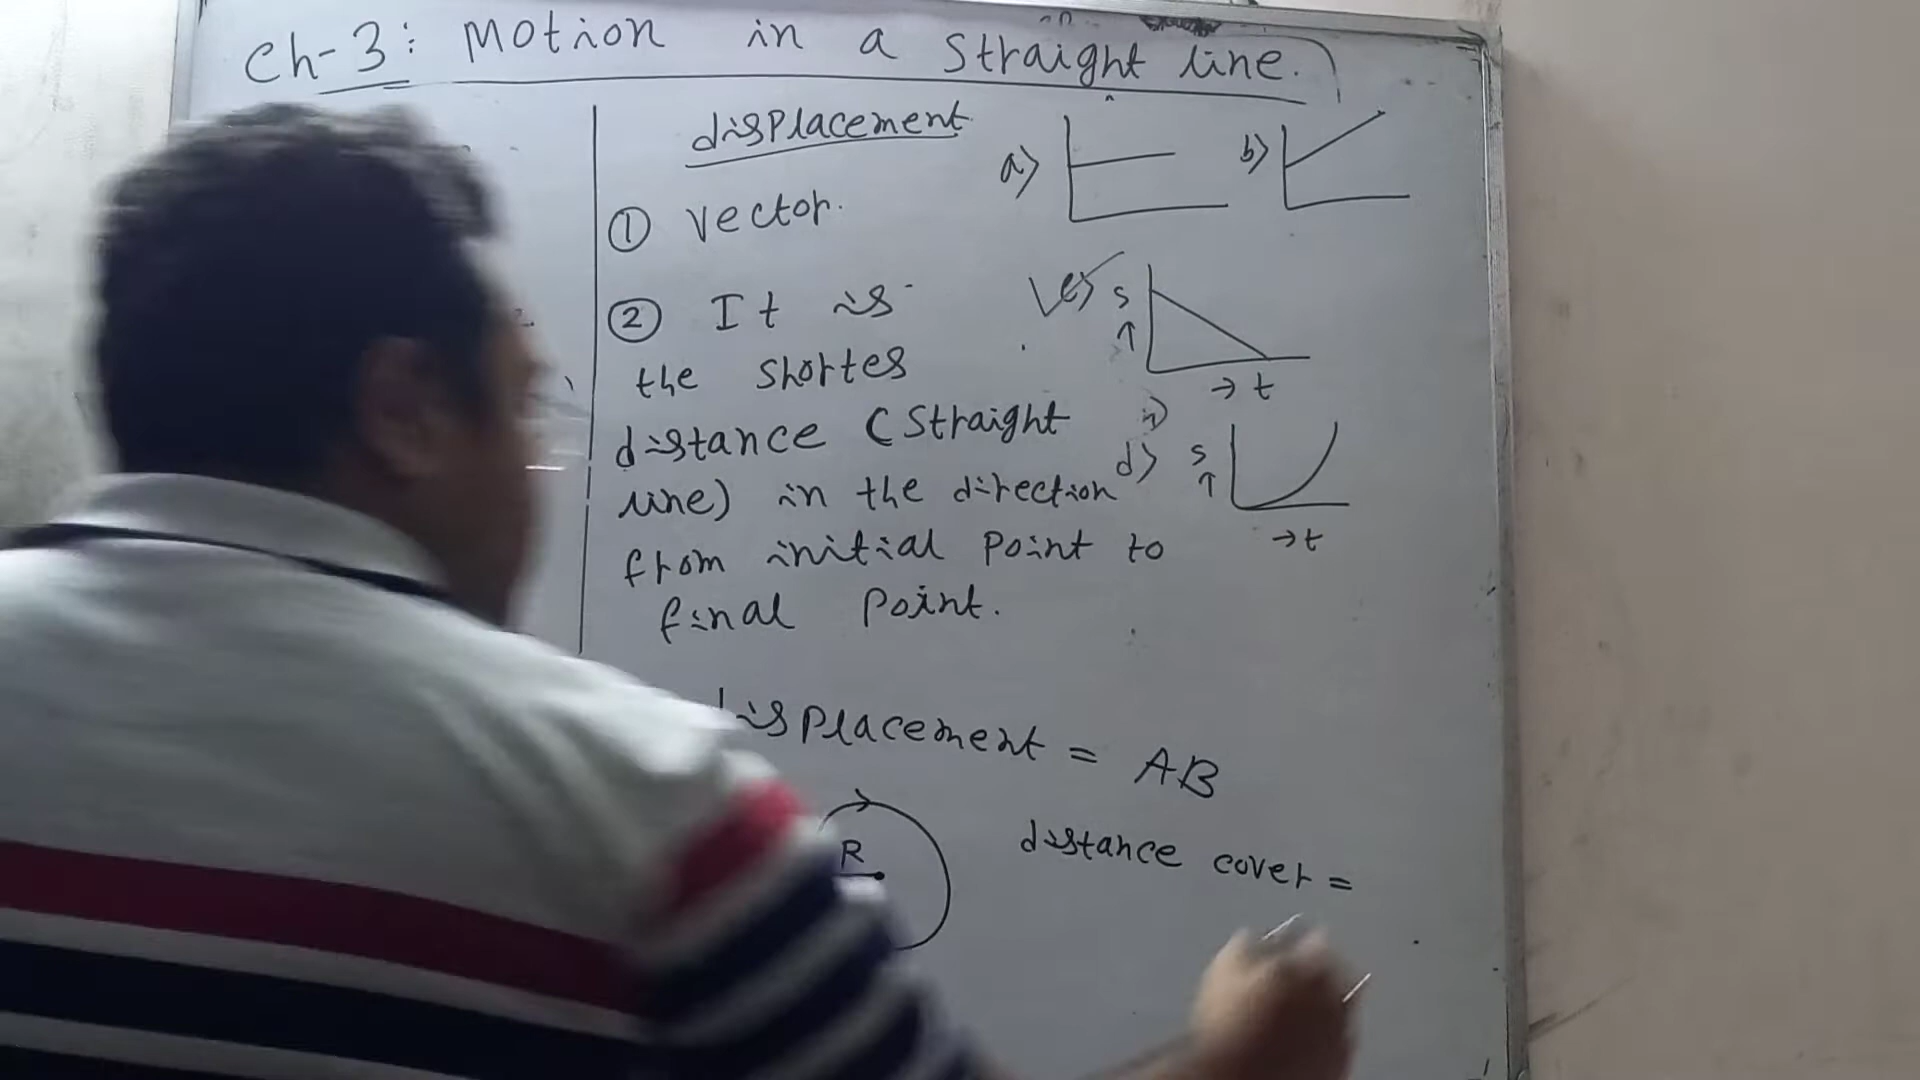 Ch-3: Motion in a Straight line.
displacement
① Vector.
② It is
the shortes
distance (Straight
line) in the direction
from initial Point to
final Point.
a)
b)
c) S
↑
→ t
d) S
↑
→ t
displacement = AB
R
distance cover =